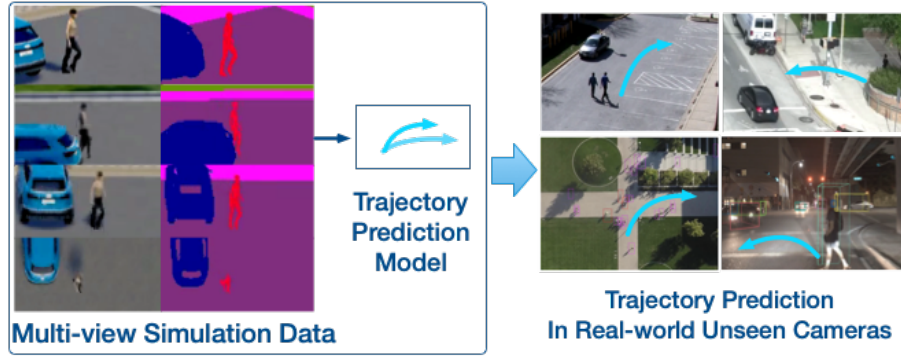 Trajectory
Prediction
Model
Multi-view Simulation Data
Trajectory Prediction
In Real-world Unseen Cameras